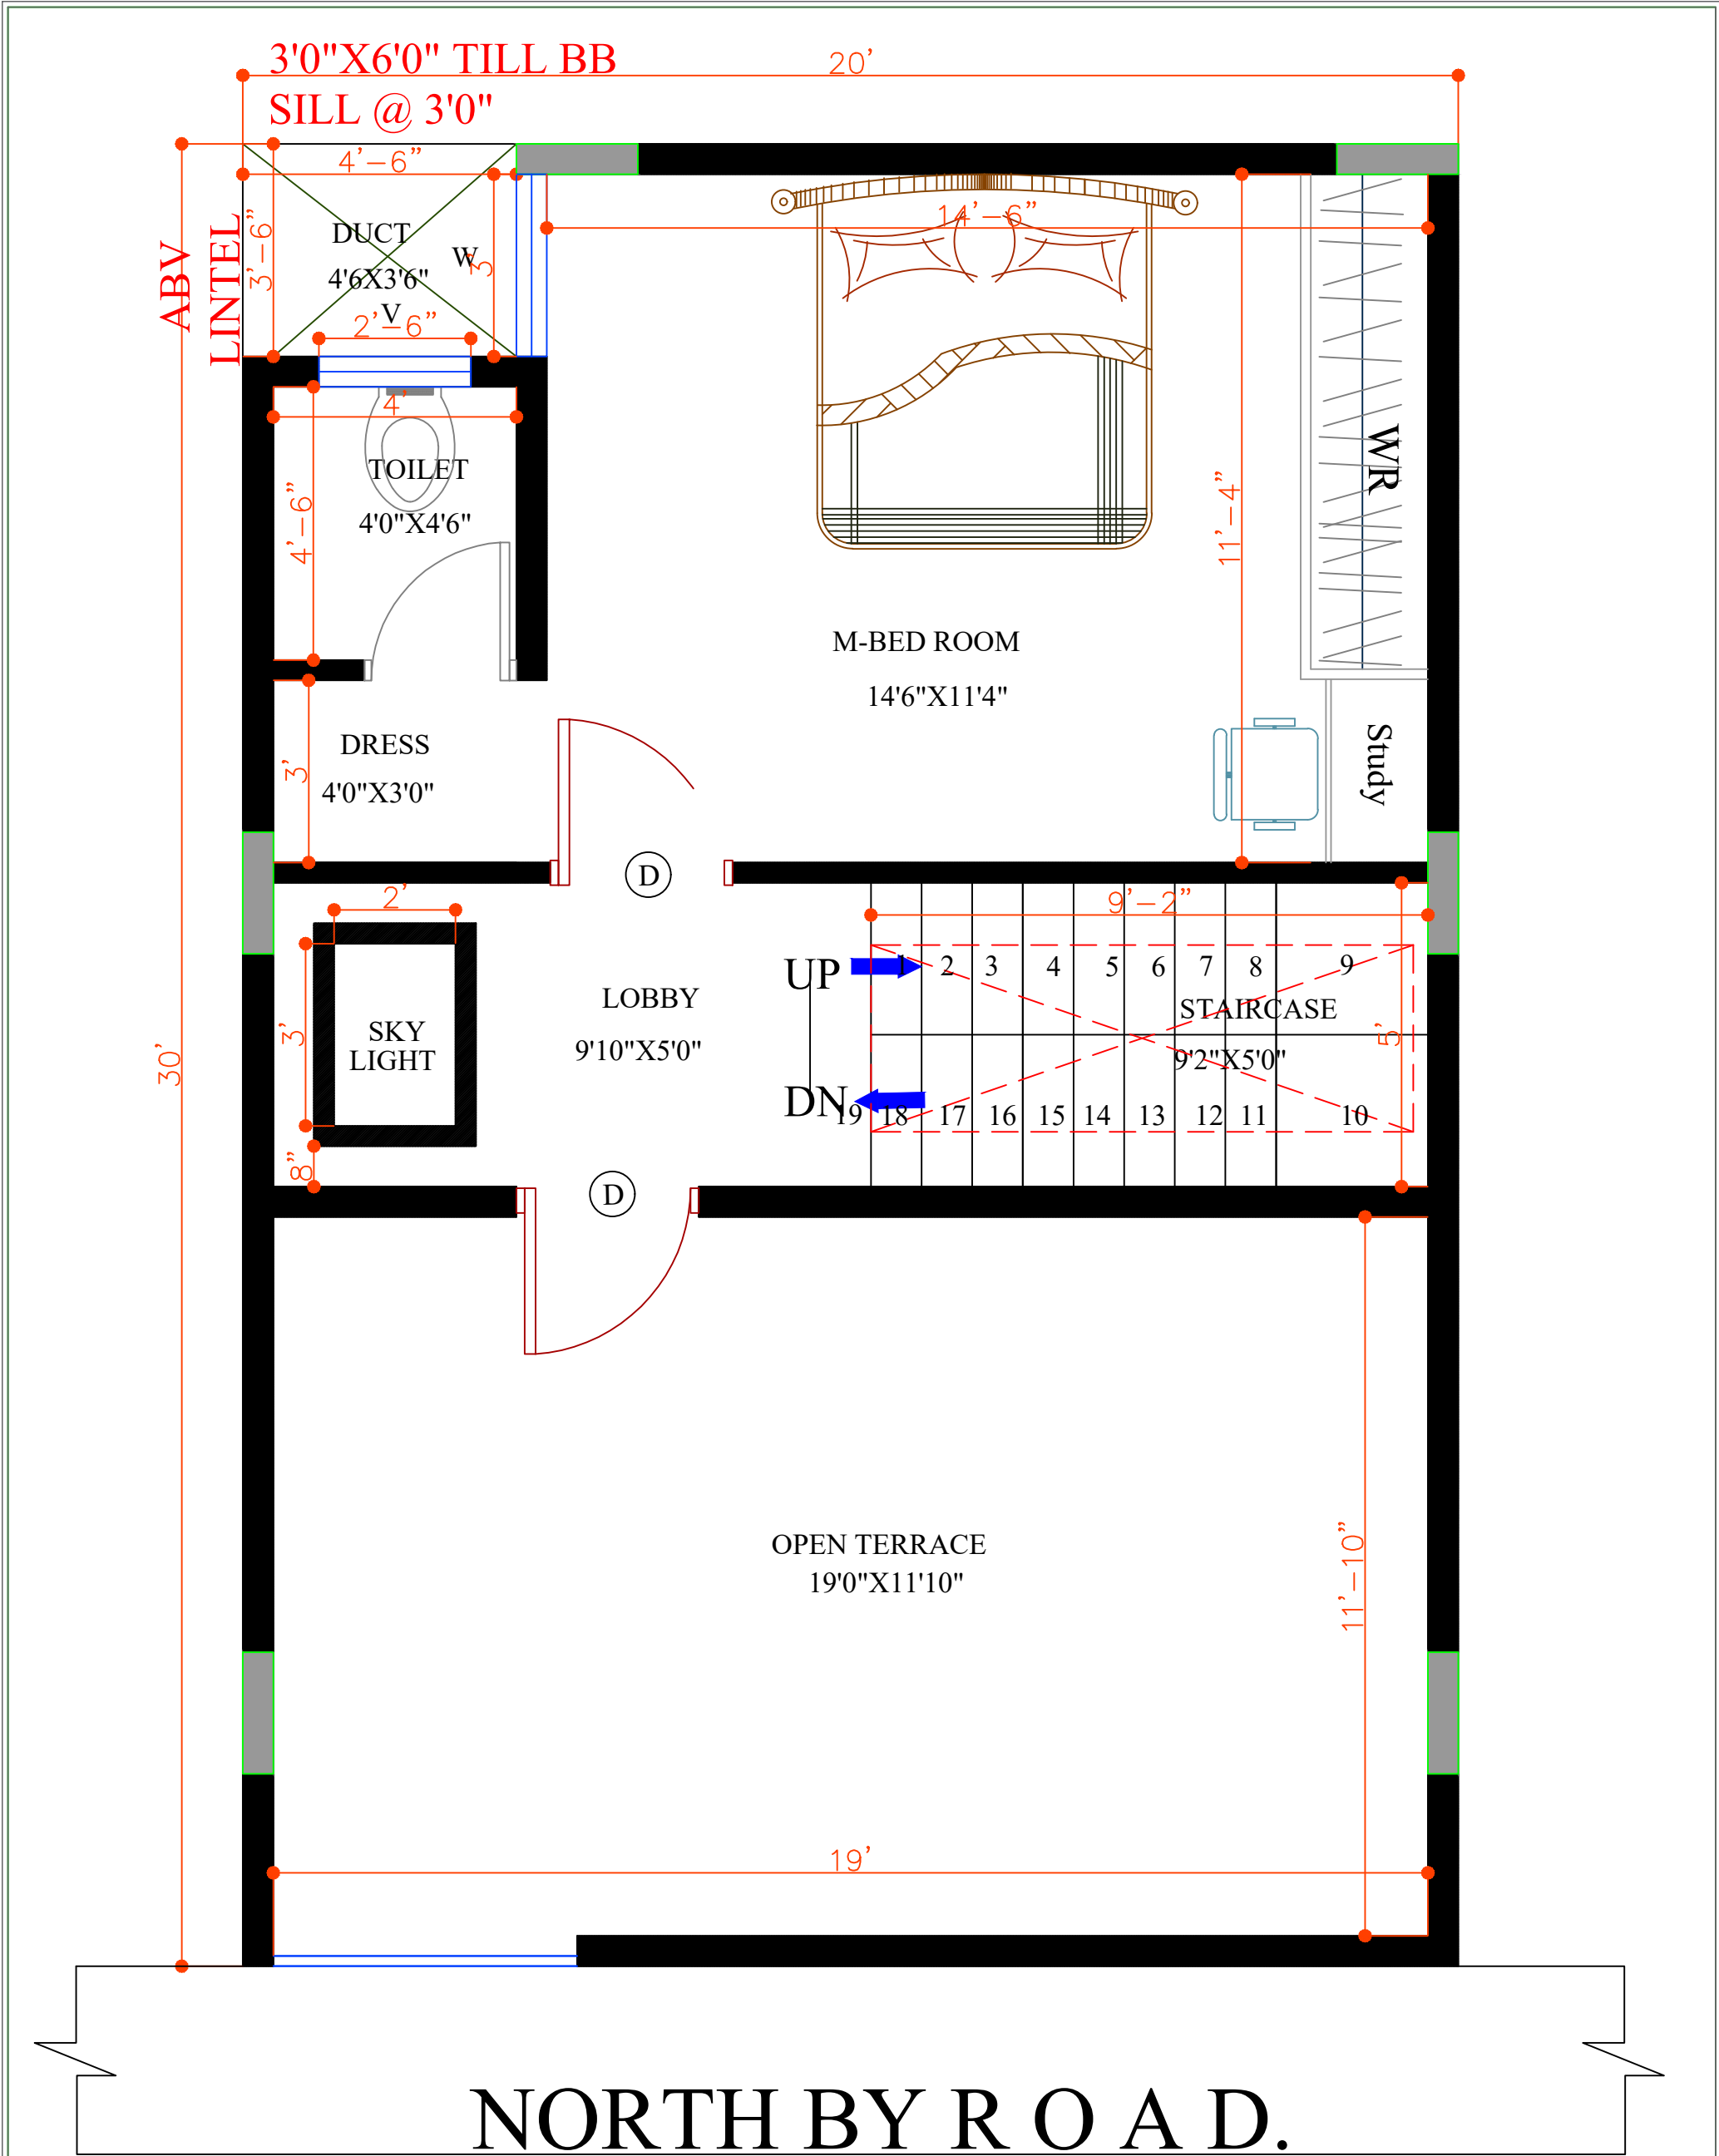 3'0"X6'0" TILL BB
SILL @ 3'0"
20'
4'-6"
ABV
LINTEL
3'-6"
DUCT
4'6X3'6"
W
3'
V
2'-6"
14'-6"
4'
TOILET
4'0"X4'6"
4'-6"
11'-4"
WR
M-BED ROOM
14'6"X11'4"
DRESS
4'0"X3'0"
3'
Study
D
2'
9'-2"
UP
1 2 3 4 5 6 7 8 9
LOBBY
9'10"X5'0"
STAIRCASE
9'2"X5'0"
5'
SKY
LIGHT
3'
30'
DN
19 18 17 16 15 14 13 12 11 10
8"
D
OPEN TERRACE
19'0"X11'10"
11'-10"
19'
NORTH BY R O A D.